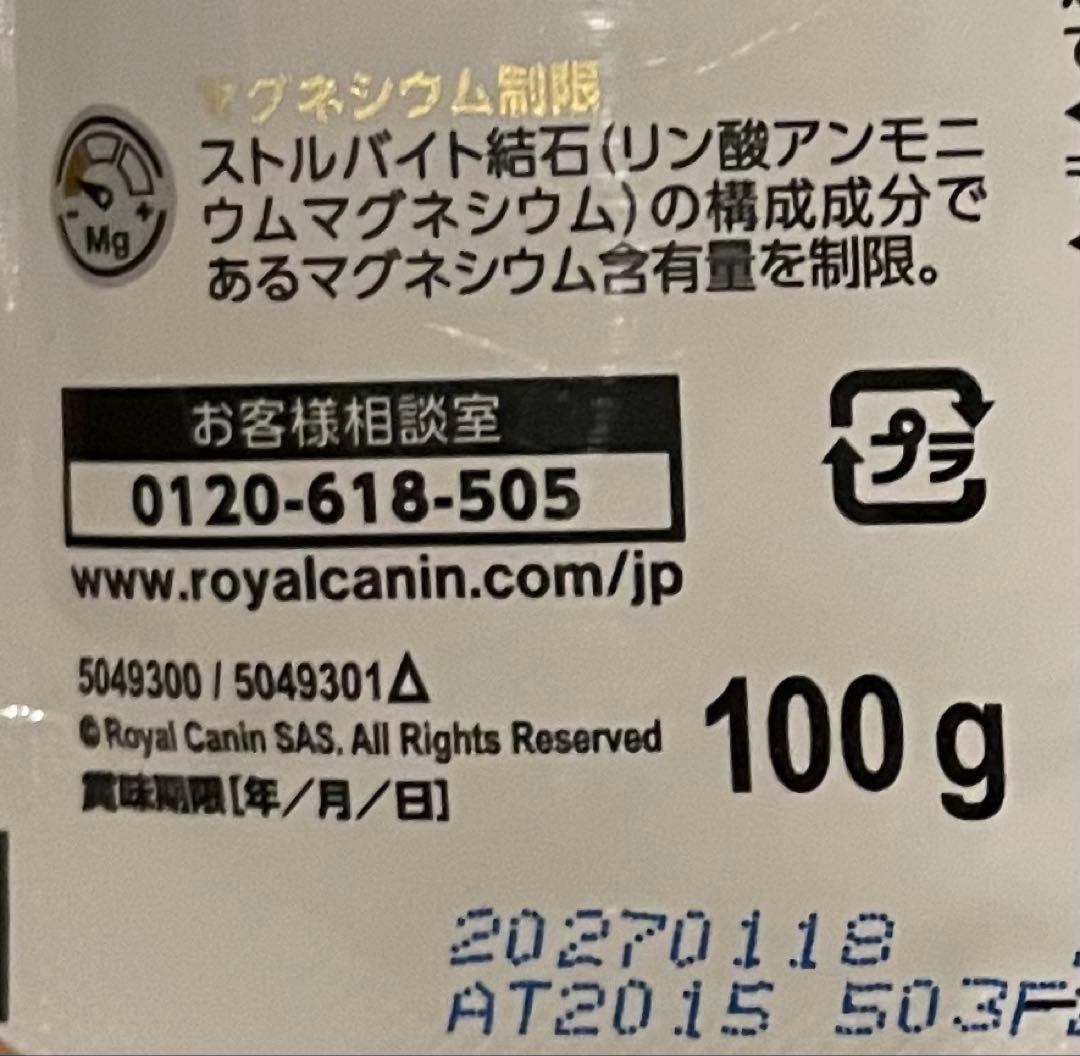 マグネシウム制限
ストルバイト結石(リン酸アンモニ
ウムマグネシウム)の構成成分で
あるマグネシウム含有量を制限。
- +
Mg
お客様相談室
0120-618-505
プラ
www.royalcanin.com/jp
5049300 / 5049301
©Royal Canin SAS. All Rights Reserved
100 g
賞味期限[年/月/日]
20270118
AT2015 503F